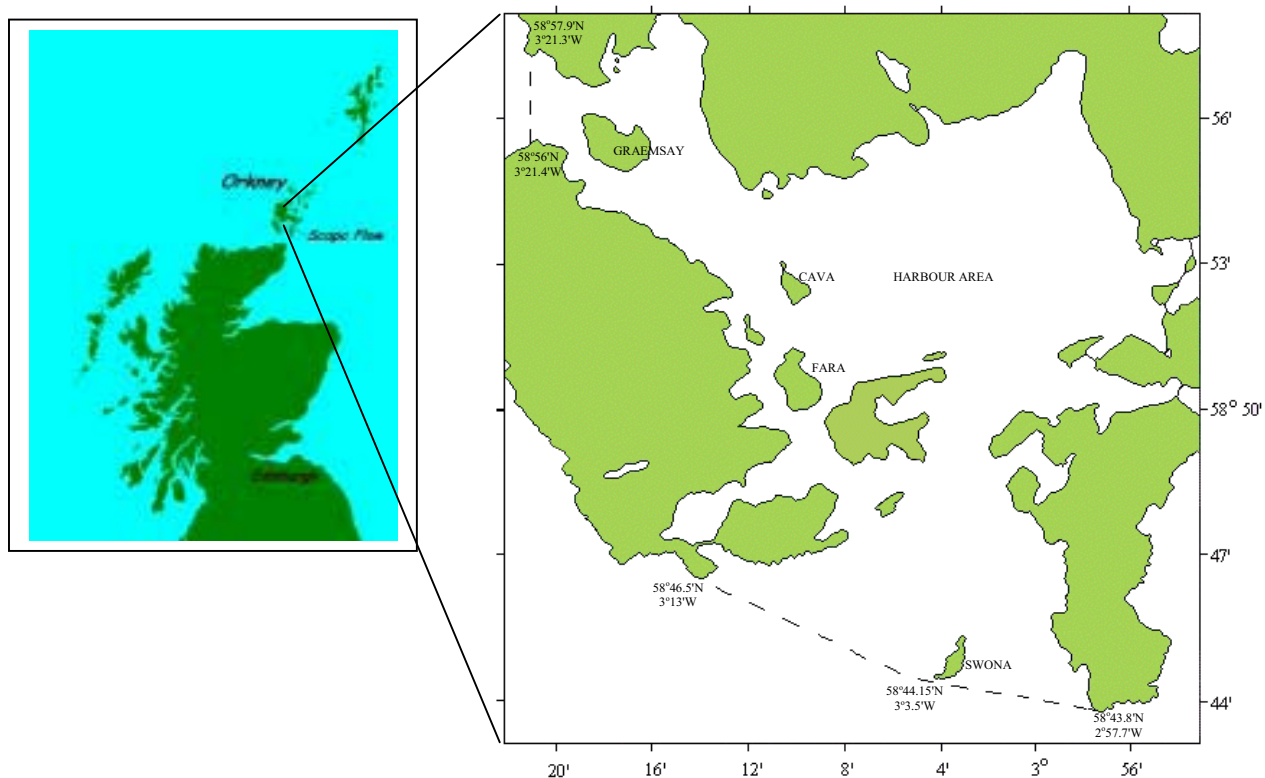 Orkney
Scapa Flow
Edinburgh
58°57.9'N
3°21.3'W
56'
GRAEMSAY
58°56'N
3°21.4'W
53'
CAVA
HARBOUR AREA
FARA
58° 50'
47'
58°46.5'N
3°13'W
SWONA
58°44.15'N
3°3.5'W
44'
58°43.8'N
2°57.7'W
20'
16'
12'
8'
4'
3°
56'